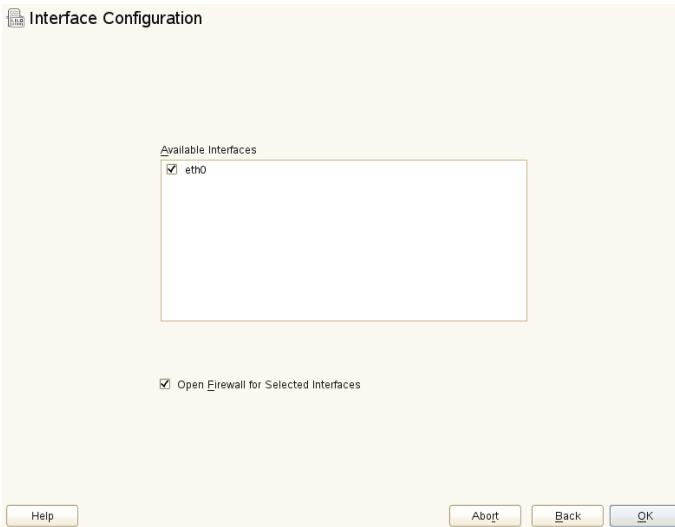 Interface Configuration
Available Interfaces
eth0
Open Firewall for Selected Interfaces
Help
Abort
Back
OK